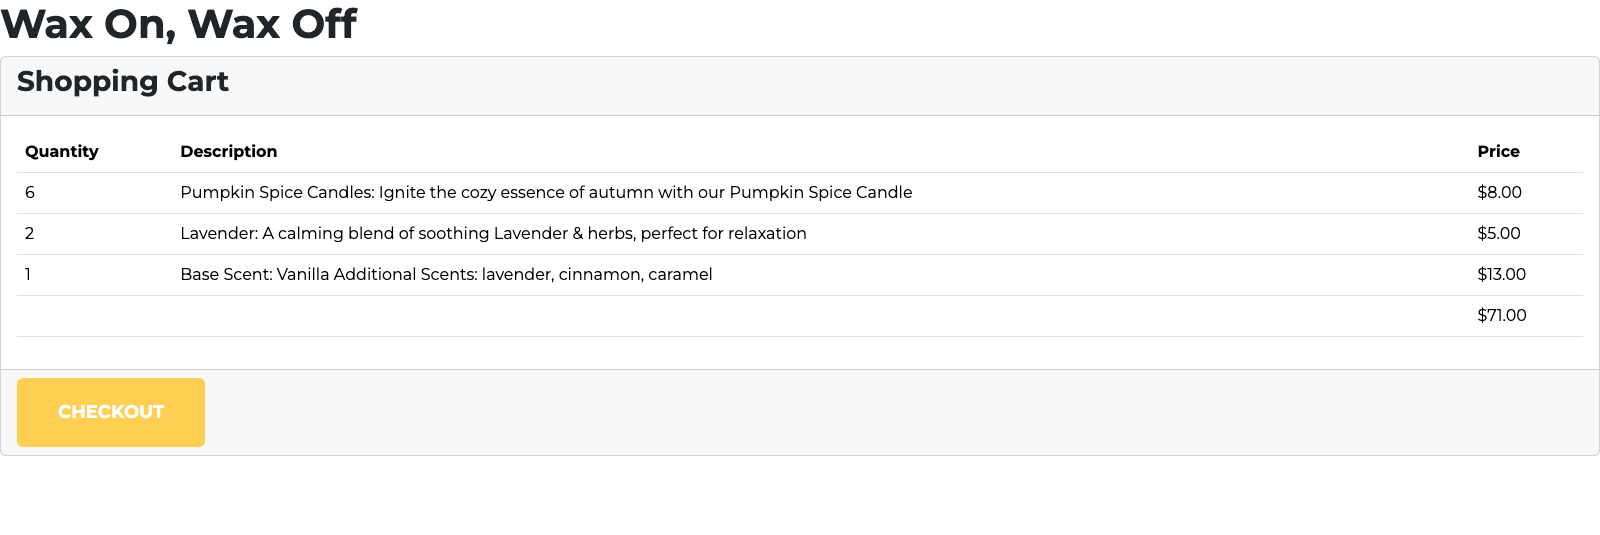 Wax On, Wax Off
Shopping Cart
Quantity Description Price
6 Pumpkin Spice Candles: Ignite the cozy essence of autumn with our Pumpkin Spice Candle $8.00
2 Lavender: A calming blend of soothing Lavender & herbs, perfect for relaxation $5.00
1 Base Scent: Vanilla Additional Scents: lavender, cinnamon, caramel $13.00
$71.00
CHECKOUT